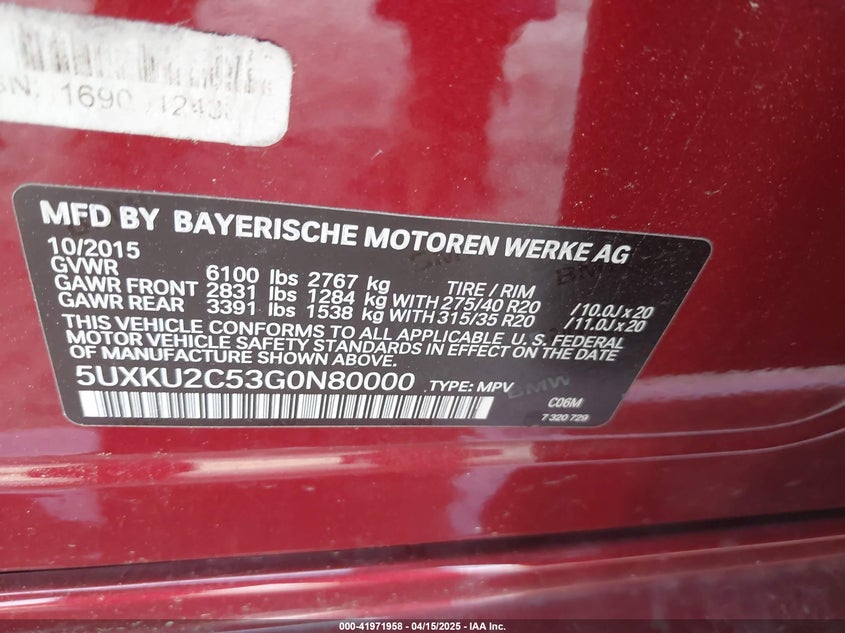 MFD BY BAYERISCHE MOTOREN WERKE AG
10/2015
GVWR 6100 lbs 2767 kg TIRE / RIM
GAWR FRONT 2831 lbs 1284 kg WITH 275/40 R20 /10.0J x 20
GAWR REAR 3391 lbs 1538 kg WITH 315/35 R20 /11.0J x 20
THIS VEHICLE CONFORMS TO ALL APPLICABLE U.S. FEDERAL
MOTOR VEHICLE SAFETY STANDARDS IN EFFECT ON THE DATE
OF MANUFACTURE SHOWN ABOVE.
5UXKU2C53G0N80000 TYPE: MPV
BMW
C06M
7 320 729
000-41971958 - 04/15/2025 - IAA Inc.